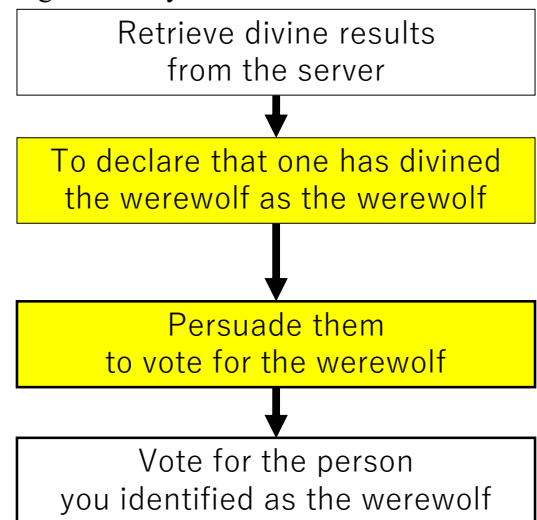 Retrieve divine results
from the server
To declare that one has divined
the werewolf as the werewolf
Persuade them
to vote for the werewolf
Vote for the person
you identified as the werewolf